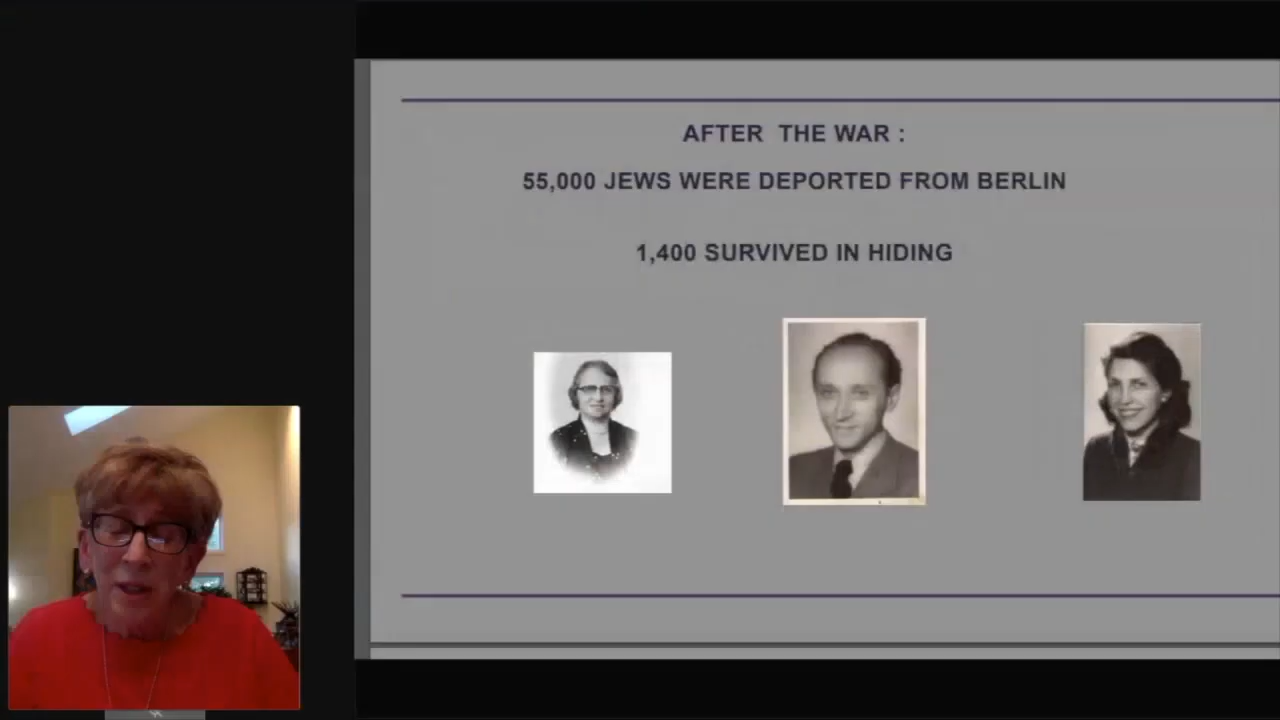 AFTER THE WAR :
55,000 JEWS WERE DEPORTED FROM BERLIN
1,400 SURVIVED IN HIDING